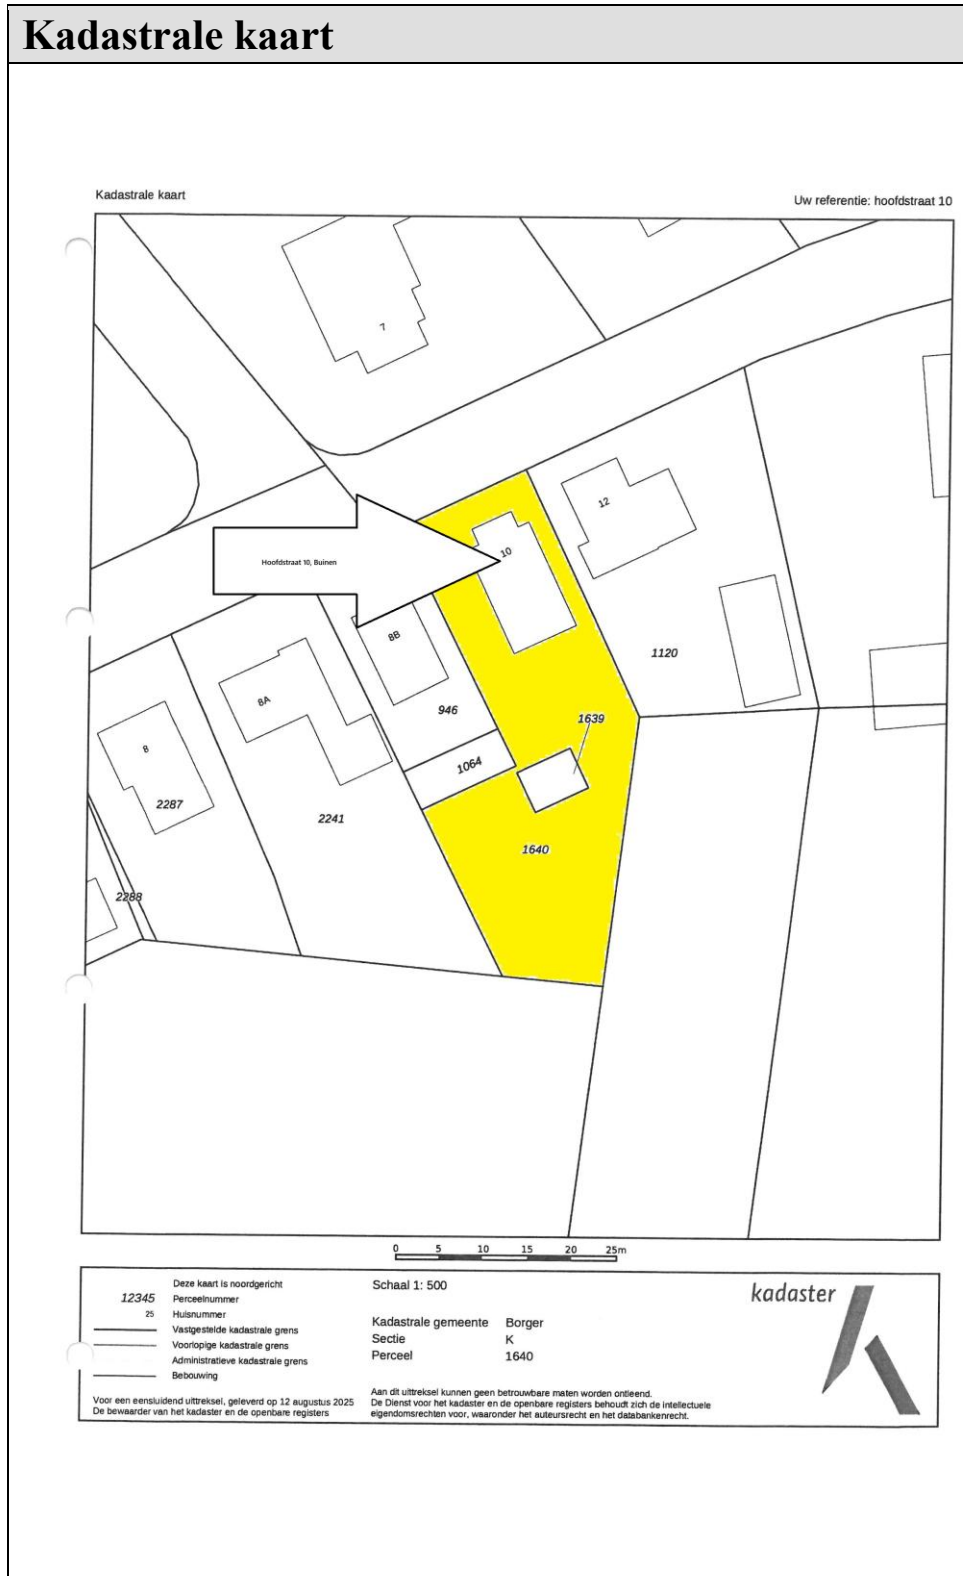 Kadastrale kaart
Kadastrale kaart
Uw referentie: hoofdstraat 10
7
12
10
Hoofdstraat 10, Buinen
8B
8A
8
1120
946
1639
1064
2287
2241
1640
2288
0 5 10 15 20 25m
Deze kaart is noordgericht
12345 Perceelnummer
25 Huisnummer
Vastgestelde kadastrale grens
Voorlopige kadastrale grens
Administratieve kadastrale grens
Bebouwing
Voor een eensluidend uittreksel, geleverd op 12 augustus 2025
De bewaarder van het kadaster en de openbare registers
Schaal 1: 500
Kadastrale gemeente Borger
Sectie K
Perceel 1640
Aan dit uittreksel kunnen geen betrouwbare maten worden ontleend.
De Dienst voor het kadaster en de openbare registers behoudt zich de intellectuele
eigendomsrechten voor, waaronder het auteursrecht en het databankenrecht.
kadaster